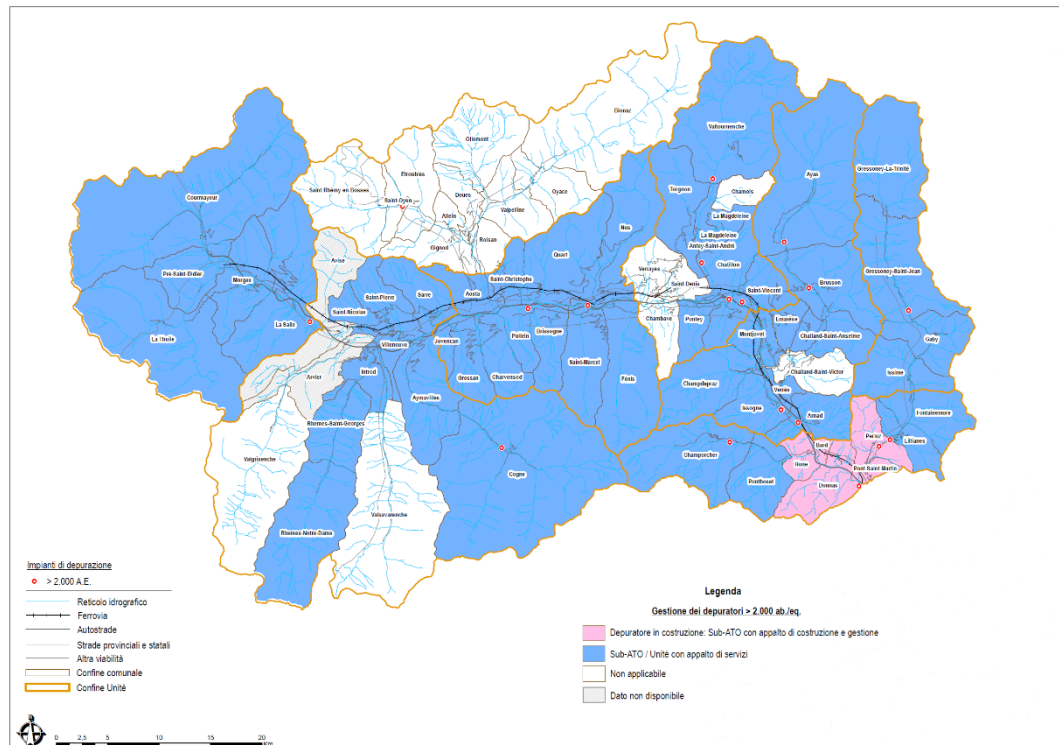 Bionaz
Ollomont
Valtournenche
Gressoney-La-Trinité
Etroubles
Ayas
Saint Rhémy en Bosses
Torgnon
Chamois
Courmayeur
Saint-Oyen
Doues
Oyace
Allein
Valpelline
La Magdeleine
Nus
Gignod
Roisan
La Magdeleine
Antey-Saint-André
Avise
Quart
Chatillon
Pré-Saint-Didier
Verrayes
Gressoney-Saint-Jean
Morgex
Saint-Christophe
Saint Denis
Brusson
Saint-Pierre
Sarre
Aosta
Saint-Vincent
Saint-Nicolas
Chambave
Pontey
Emarèse
La Salle
Pollein
Brissogne
Montjovet
Challand-Saint-Anselme
La Thuile
Villeneuve
Jovencan
Gaby
Saint-Marcel
Arvier
Introd
Gressan
Charvensod
Fénis
Challand-Saint-Victor
Issime
Champdepraz
Verrès
Aymavilles
Issogne
Arnad
Fontainemore
Rhemes-Saint-Georges
Perloz
Lillianes
Valgrisenche
Champorcher
Bard
Cogne
Hone
Pont-Saint-Martin
Pontboset
Donnas
Valsavarenche
Rhemes-Notre-Dame
Impianti di depurazione
> 2.000 A.E.
Reticolo idrografico
Ferrovia
Autostrade
Strade provinciali e statali
Altra viabilità
Confine comunale
Confine Unités
0 2,5 5 10 15 20
Km
Legenda
Gestione dei depuratori > 2.000 ab./eq.
Depuratore in costruzione: Sub-ATO con appalto di costruzione e gestione
Sub-ATO / Unité con appalto di servizi
Non applicabile
Dato non disponibile